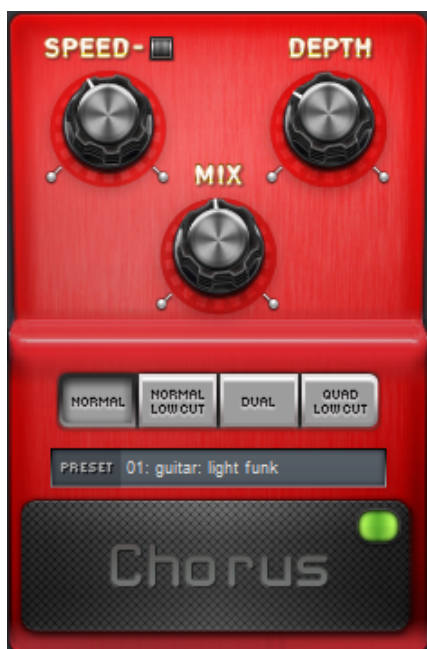 SPEED-
DEPTH
MIX
NORMAL
NORMAL
LOW CUT
DUAL
QUAD
LOW CUT
PRESET 01: guitar: light funk
Chorus